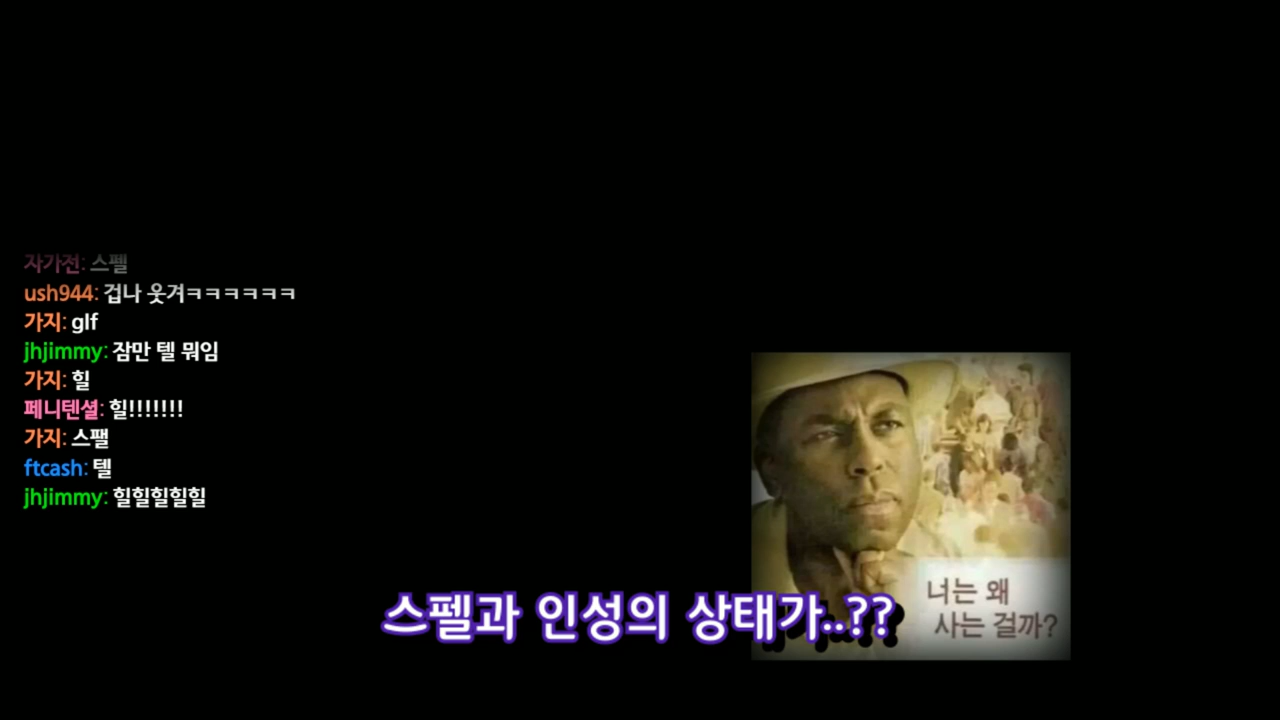 자가전: 스펠
ush944: 겁나 웃겨ㅋㅋㅋㅋㅋㅋ
가지: glf
jhjimmy: 잠만 텔 뭐임
가지: 힐
페니텐셜: 힐!!!!!!!
가지: 스팰
ftcash: 텔
jhjimmy: 힐힐힐힐힐
너는 왜
사는 걸까?
스펠과 인성의 상태가..??